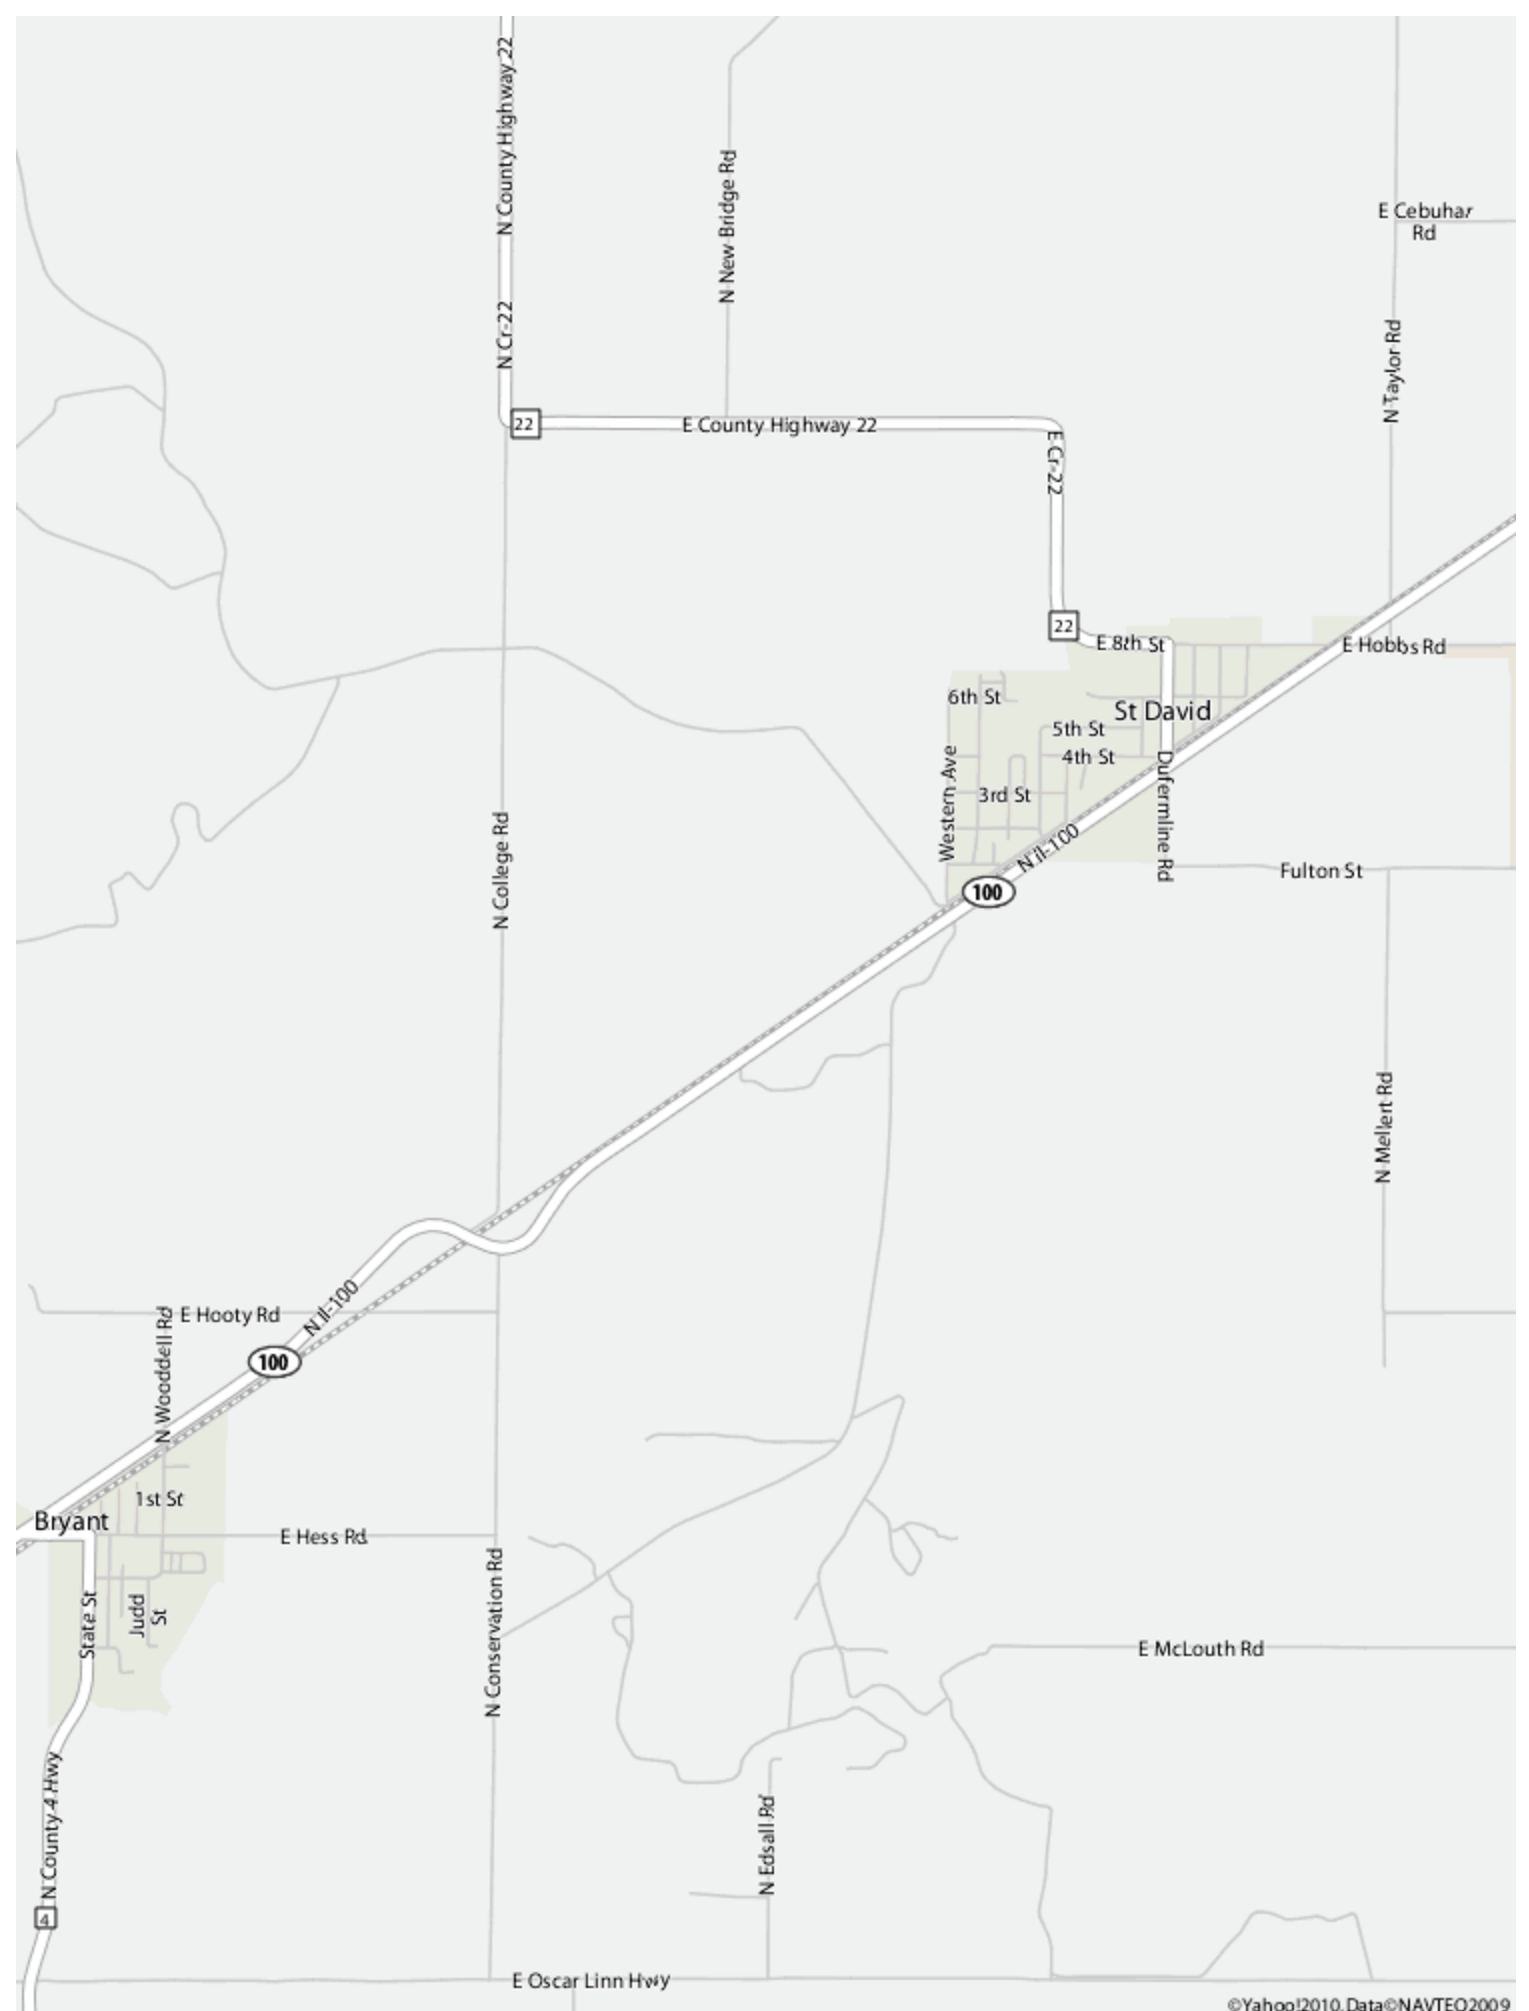 N County Highway 22
N New Bridge Rd
E Cebuhar
Rd
N Cr-22
N Taylor Rd
22
E County Highway 22
E Cr-22
22
E 8th St
E Hobbs Rd
6th St
St David
5th St
4th St
Western Ave
3rd St
Dufermline Rd
N Il-100
Fulton St
100
N College Rd
N Mellert Rd
N Il-100
E Hooty Rd
N Wooddell Rd
100
1st St
Bryant
E Hess Rd
State St
Judd
St
N Conservation Rd
E McLouth Rd
N County 4 Hwy
N Edsall Rd
4
E Oscar Linn Hwy
©Yahoo!2010, Data©NAVTEQ2009